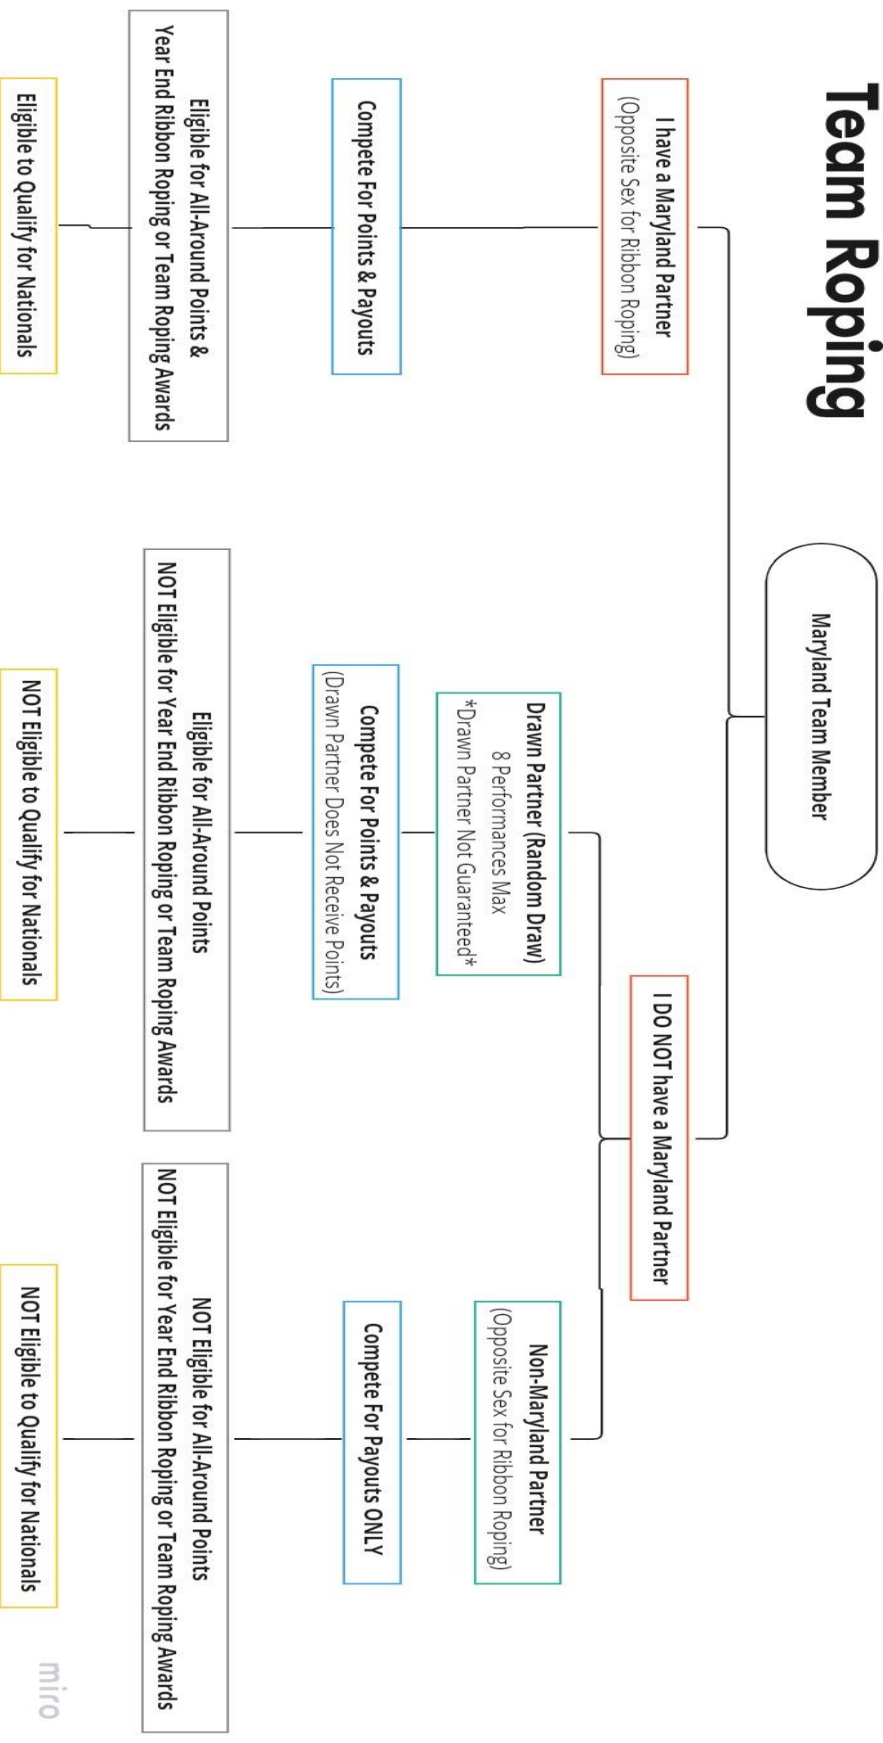 Team Roping
Maryland Team Member
I have a Maryland Partner
(Opposite Sex for Ribbon Roping)
I DO NOT have a Maryland Partner
Drawn Partner (Random Draw)
8 Performances Max
*Drawn Partner Not Guaranteed*
Non-Maryland Partner
(Opposite Sex for Ribbon Roping)
Compete For Points & Payouts
Compete For Points & Payouts
(Drawn Partner Does Not Receive Points)
Compete For Payouts ONLY
Eligible for All-Around Points &
Year End Ribbon Roping or Team Roping Awards
Eligible for All-Around Points
NOT Eligible for Year End Ribbon Roping or Team Roping Awards
NOT Eligible for All-Around Points
NOT Eligible for Year End Ribbon Roping or Team Roping Awards
Eligible to Qualify for Nationals
NOT Eligible to Qualify for Nationals
NOT Eligible to Qualify for Nationals
miro